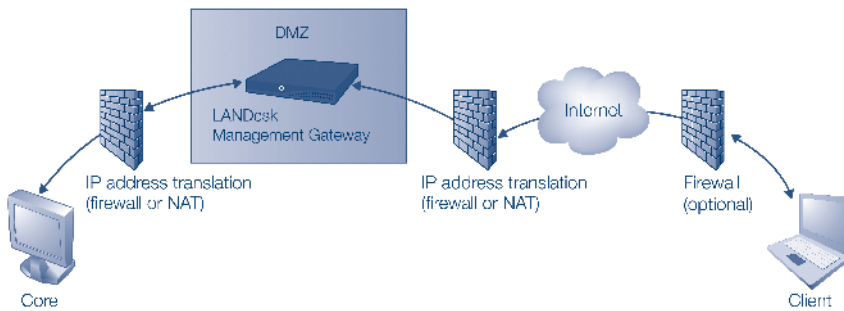 DMZ
LANDesk
Management Gateway
Internet
IP address translation
(firewall or NAT)
IP address translation
(firewall or NAT)
Firewall
(optional)
Core
Client